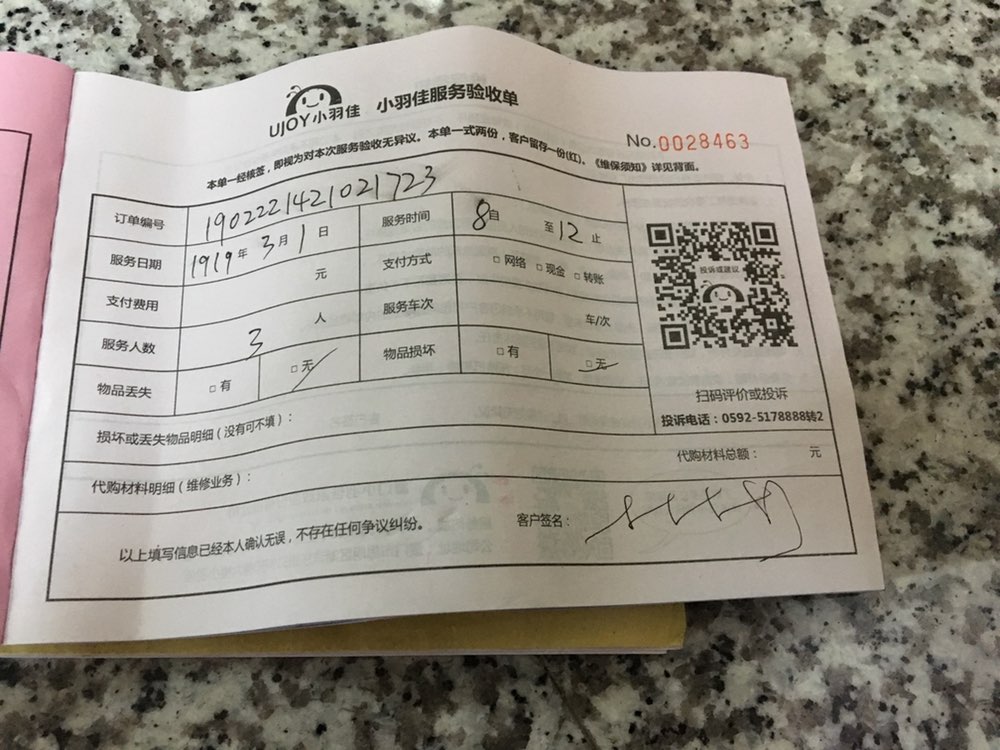 UJOY小羽佳 小羽佳服务验收单
No.0028463
本单一经核签，即视为对本次服务验收无异议。本单一式两份，客户留存一份(红)。《维保须知》详见背面。
订单编号 1902221421021723 服务时间 8自 至12止
服务日期 1919年3月1日 支付方式 □网络 □现金 □转账
支付费用 元 服务车次 车/次
服务人数 3 人 物品损坏 □有 □无
物品丢失 □有 □无
投诉或建议
扫码评价或投诉
投诉电话：0592-5178888转2
损坏或丢失物品明细（没有可不填）：
代购材料明细（维修业务）： 代购材料总额： 元
以上填写信息已经本人确认无误，不存在任何争议纠纷。 客户签名：